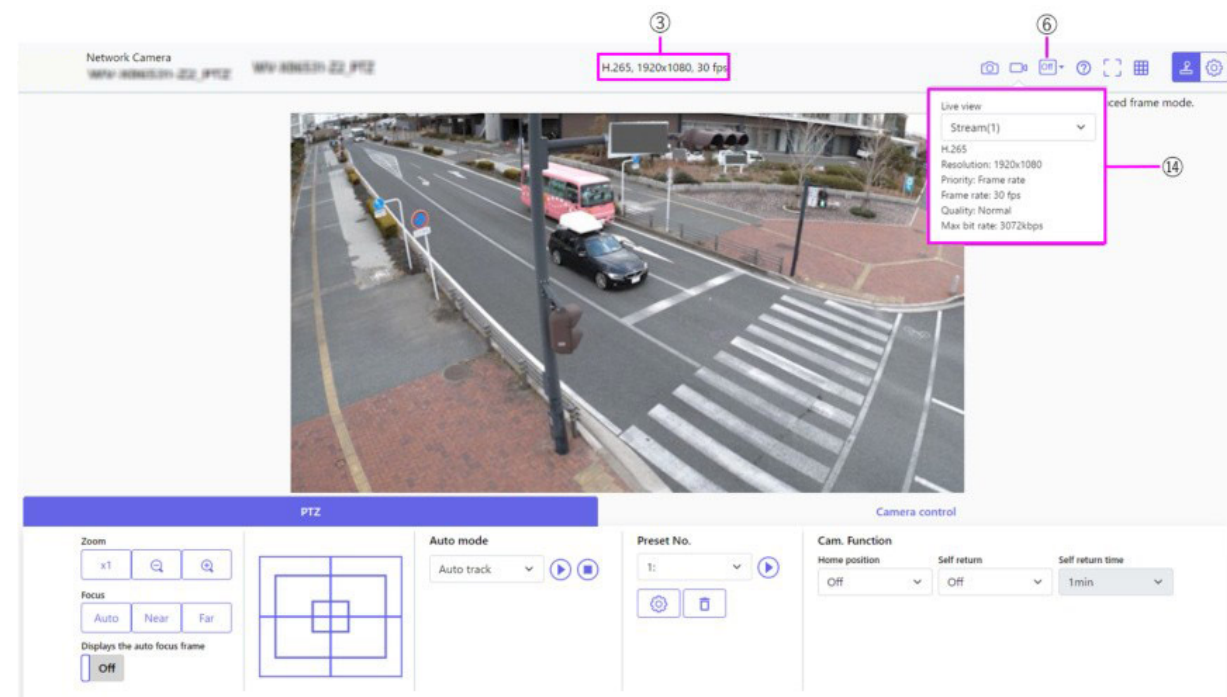 ③
⑥
Network Camera
H.265, 1920x1080, 30 fps
Off
ced frame mode.
Live view
Stream(1)
H.265
Resolution: 1920x1080
Priority: Frame rate
Frame rate: 30 fps
Quality: Normal
Max bit rate: 3072kbps
⑭
PTZ
Camera control
Zoom
x1
Focus
Auto Near Far
Displays the auto focus frame
Off
Auto mode
Auto track
Preset No.
1:
Cam. Function
Home position Self return Self return time
Off Off 1min